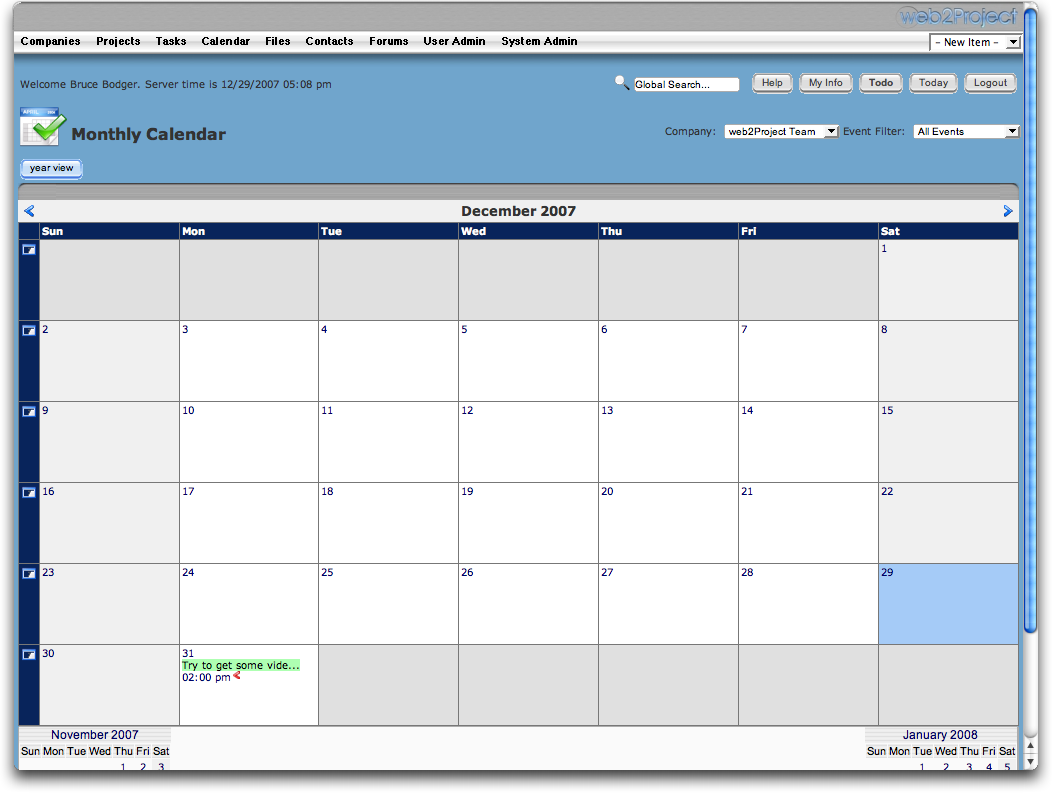 web2Project
Companies Projects Tasks Calendar Files Contacts Forums User Admin System Admin - New Item -
Welcome Bruce Bodger. Server time is 12/29/2007 05:08 pm Global Search... Help My Info Todo Today Logout
APRIL
Monthly Calendar Company: web2Project Team Event Filter: All Events
year view
December 2007
Sun Mon Tue Wed Thu Fri Sat
1
2 3 4 5 6 7 8
9 10 11 12 13 14 15
16 17 18 19 20 21 22
23 24 25 26 27 28 29
30 31
Try to get some vide...
02:00 pm
November 2007 January 2008
Sun Mon Tue Wed Thu Fri Sat Sun Mon Tue Wed Thu Fri Sat
1 2 3 1 2 3 4 5